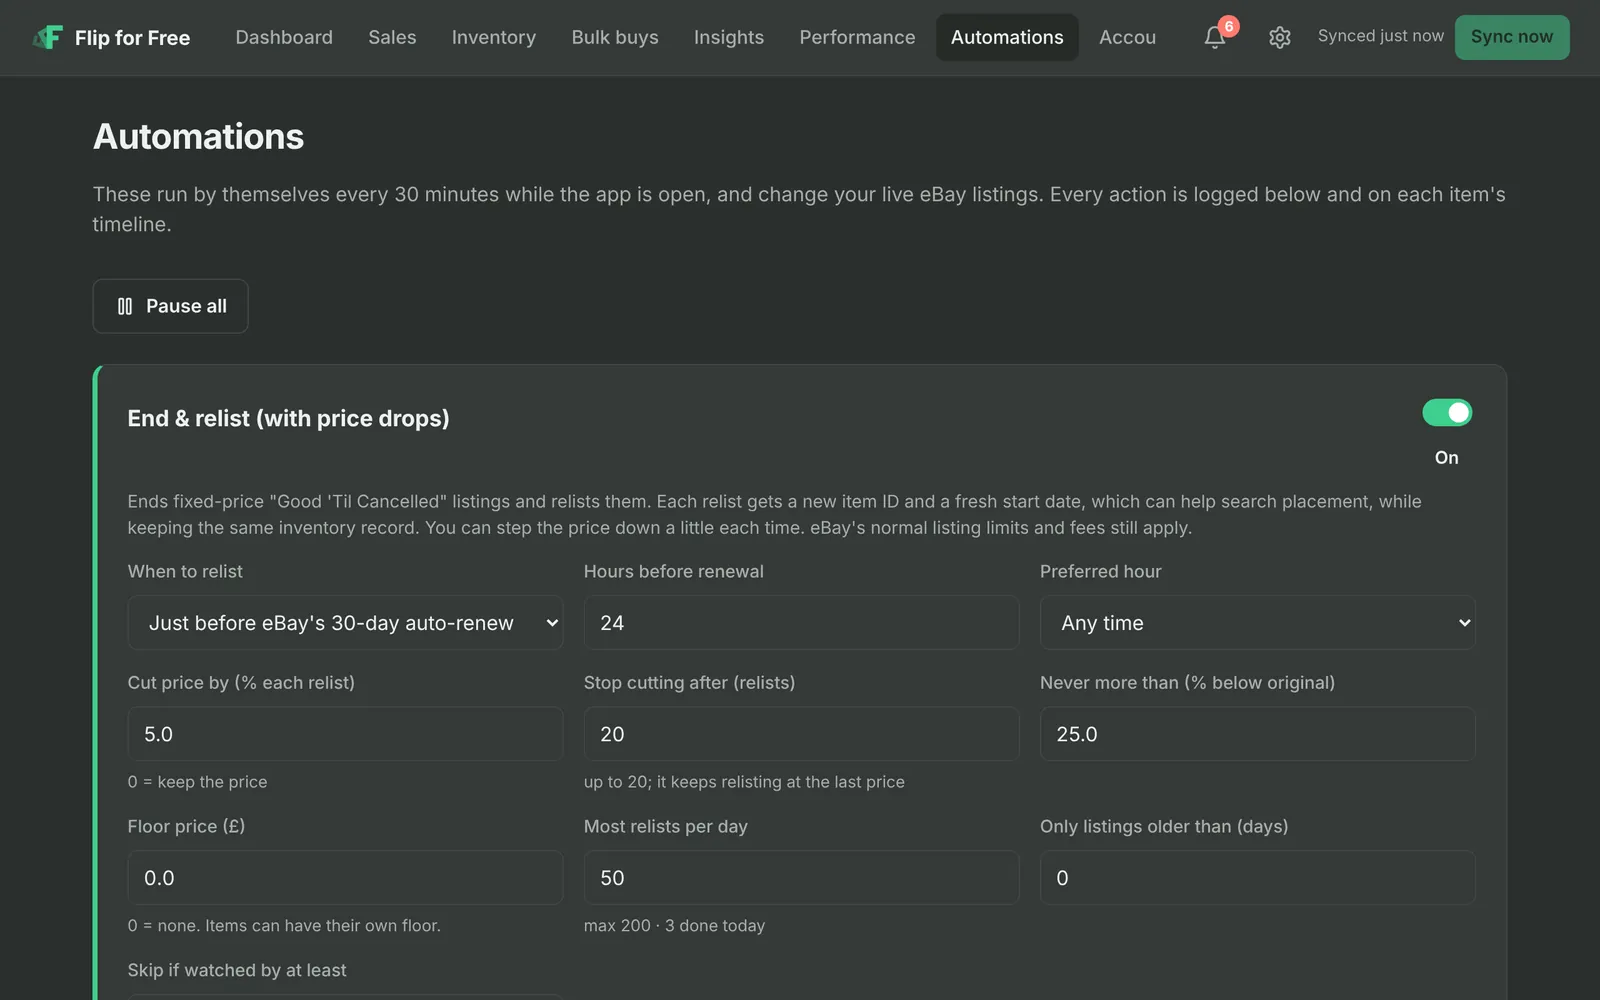 Flip for Free
Dashboard
Sales
Inventory
Bulk buys
Insights
Performance
Automations
Accou
6
Synced just now
Sync now
Automations
These run by themselves every 30 minutes while the app is open, and change your live eBay listings. Every action is logged below and on each item's
timeline.
Pause all
End & relist (with price drops)
On
Ends fixed-price "Good 'Til Cancelled" listings and relists them. Each relist gets a new item ID and a fresh start date, which can help search placement, while
keeping the same inventory record. You can step the price down a little each time. eBay's normal listing limits and fees still apply.
When to relist
Hours before renewal
Preferred hour
Just before eBay's 30-day auto-renew
24
Any time
Cut price by (% each relist)
Stop cutting after (relists)
Never more than (% below original)
5.0
20
25.0
0 = keep the price
up to 20; it keeps relisting at the last price
Floor price (£)
Most relists per day
Only listings older than (days)
0.0
50
0
0 = none. Items can have their own floor.
max 200 · 3 done today
Skip if watched by at least